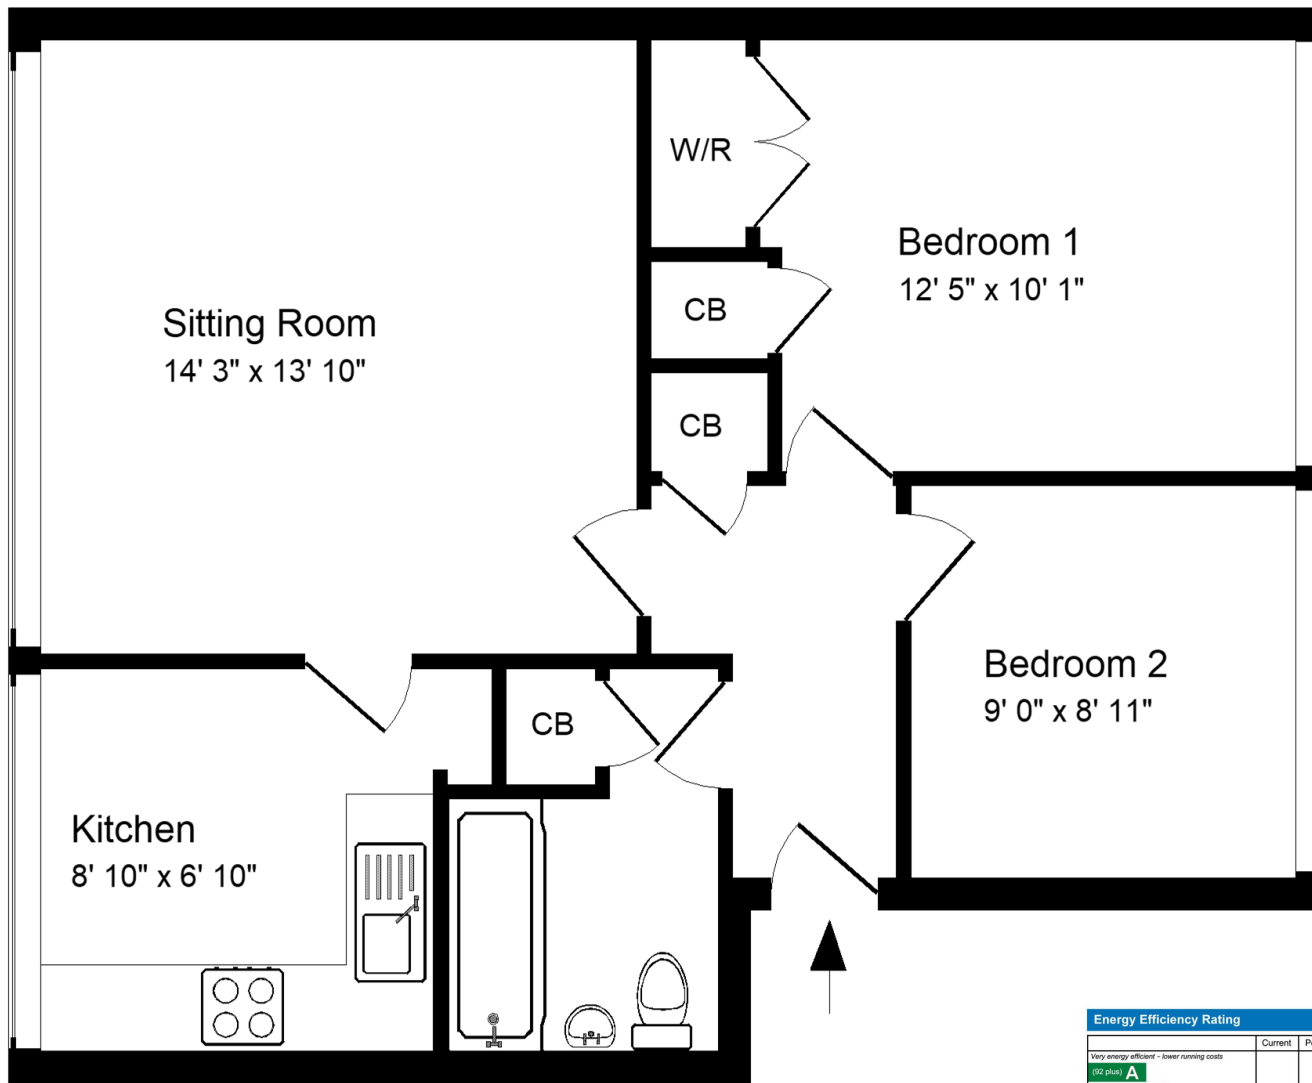 W/R
Bedroom 1
12' 5" x 10' 1"
CB
Sitting Room
14' 3" x 13' 10"
CB
Bedroom 2
9' 0" x 8' 11"
CB
Kitchen
8' 10" x 6' 10"
Energy Efficiency Rating
Current
Very energy efficient - lower running costs
(92 plus) A